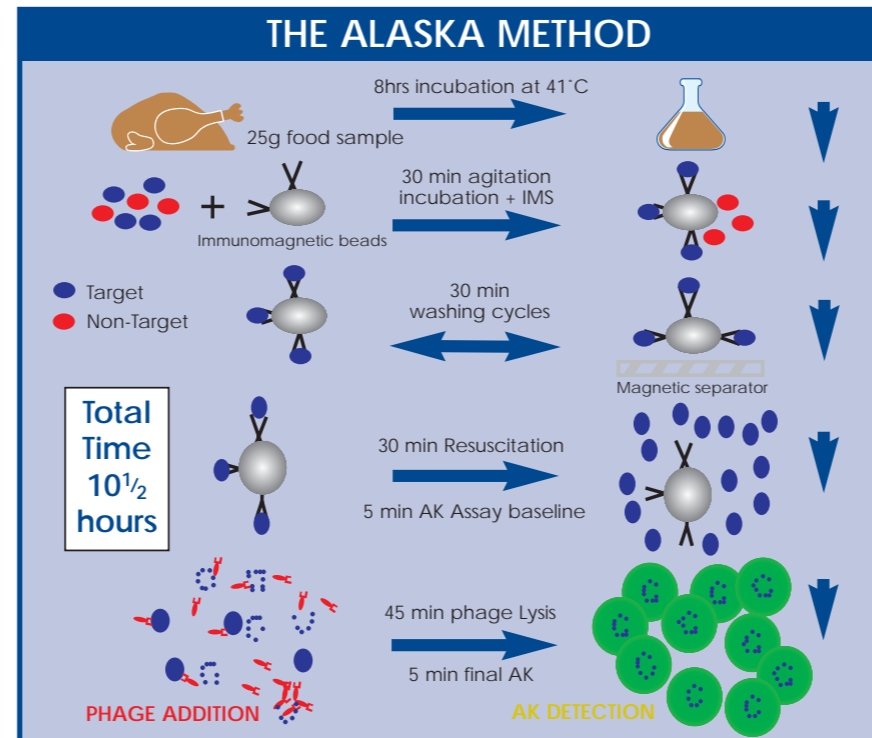 THE ALASKA METHOD
8hrs incubation at 41°C
25g food sample
30 min agitation
incubation + IMS
+
Immunomagnetic beads
Target
Non-Target
30 min
washing cycles
Magnetic separator
Total
Time
10 1/2
hours
30 min Resuscitation
5 min AK Assay baseline
45 min phage Lysis
5 min final AK
PHAGE ADDITION
AK DETECTION